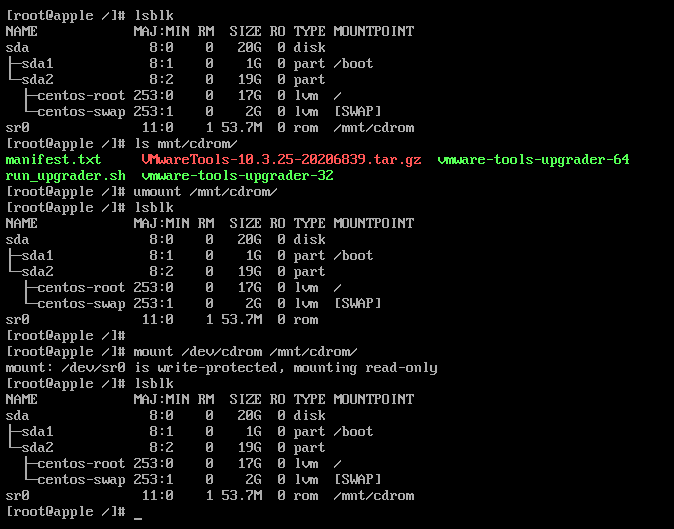 [root@apple /]# lsblk
NAME            MAJ:MIN RM  SIZE RO TYPE MOUNTPOINT
sda               8:0    0   20G  0 disk
├─sda1            8:1    0    1G  0 part /boot
└─sda2            8:2    0   19G  0 part
  ├─centos-root 253:0    0   17G  0 lvm  /
  └─centos-swap 253:1    0    2G  0 lvm  [SWAP]
sr0              11:0    1 53.7M  0 rom  /mnt/cdrom
[root@apple /]# ls mnt/cdrom/
manifest.txt     VMwareTools-10.3.25-20206839.tar.gz  vmware-tools-upgrader-64
run_upgrader.sh  vmware-tools-upgrader-32
[root@apple /]# umount /mnt/cdrom/
[root@apple /]# lsblk
NAME            MAJ:MIN RM  SIZE RO TYPE MOUNTPOINT
sda               8:0    0   20G  0 disk
├─sda1            8:1    0    1G  0 part /boot
└─sda2            8:2    0   19G  0 part
  ├─centos-root 253:0    0   17G  0 lvm  /
  └─centos-swap 253:1    0    2G  0 lvm  [SWAP]
sr0              11:0    1 53.7M  0 rom
[root@apple /]#
[root@apple /]# mount /dev/cdrom /mnt/cdrom/
mount: /dev/sr0 is write-protected, mounting read-only
[root@apple /]# lsblk
NAME            MAJ:MIN RM  SIZE RO TYPE MOUNTPOINT
sda               8:0    0   20G  0 disk
├─sda1            8:1    0    1G  0 part /boot
└─sda2            8:2    0   19G  0 part
  ├─centos-root 253:0    0   17G  0 lvm  /
  └─centos-swap 253:1    0    2G  0 lvm  [SWAP]
sr0              11:0    1 53.7M  0 rom  /mnt/cdrom
[root@apple /]# _